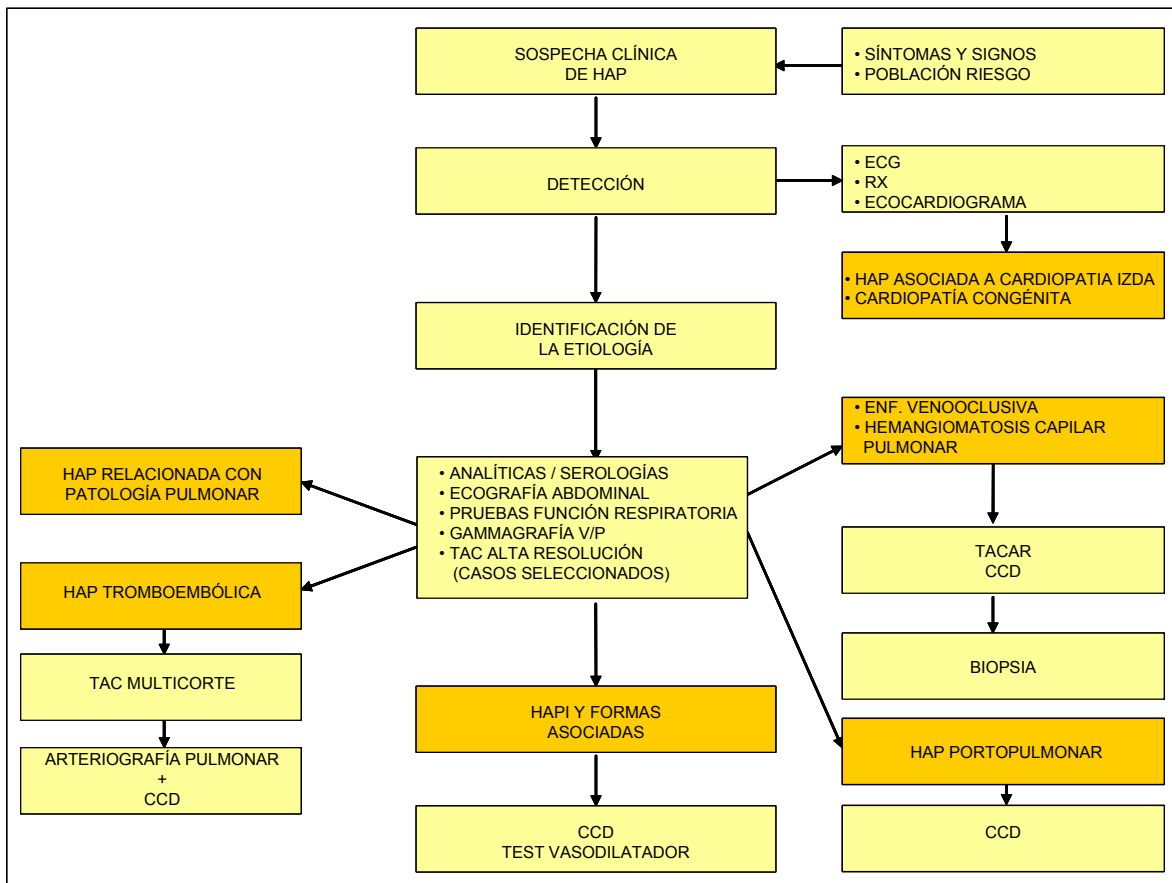 SOSPECHA CLÍNICA
DE HAP
• SÍNTOMAS Y SIGNOS
• POBLACIÓN RIESGO
DETECCIÓN
• ECG
• RX
• ECOCARDIOGRAMA
• HAP ASOCIADA A CARDIOPATIA IZDA
• CARDIOPATÍA CONGÉNITA
IDENTIFICACIÓN DE
LA ETIOLOGÍA
• ENF. VENOOCLUSIVA
• HEMANGIOMATOSIS CAPILAR
PULMONAR
HAP RELACIONADA CON
PATOLOGÍA PULMONAR
• ANALÍTICAS / SEROLOGÍAS
• ECOGRAFÍA ABDOMINAL
• PRUEBAS FUNCIÓN RESPIRATORIA
• GAMMAGRAFÍA V/P
• TAC ALTA RESOLUCIÓN
(CASOS SELECCIONADOS)
TACAR
CCD
HAP TROMBOEMBÓLICA
BIOPSIA
TAC MULTICORTE
HAPI Y FORMAS
ASOCIADAS
HAP PORTOPULMONAR
ARTERIOGRAFÍA PULMONAR
+
CCD
CCD
TEST VASODILATADOR
CCD